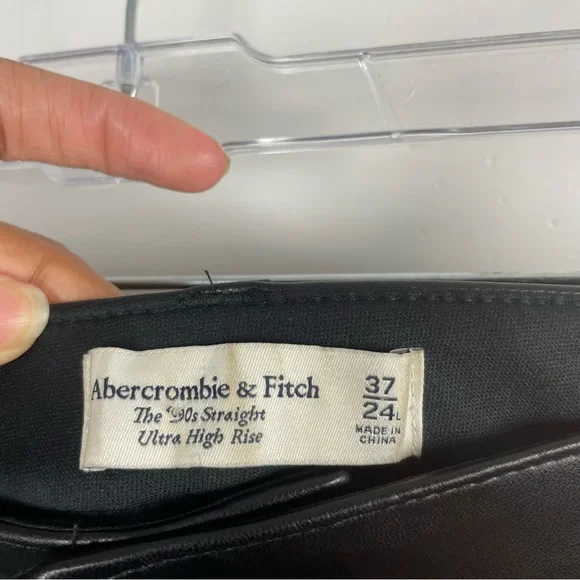 Abercrombie & Fitch
The '90s Straight
Ultra High Rise
37
24L
MADE IN
CHINA